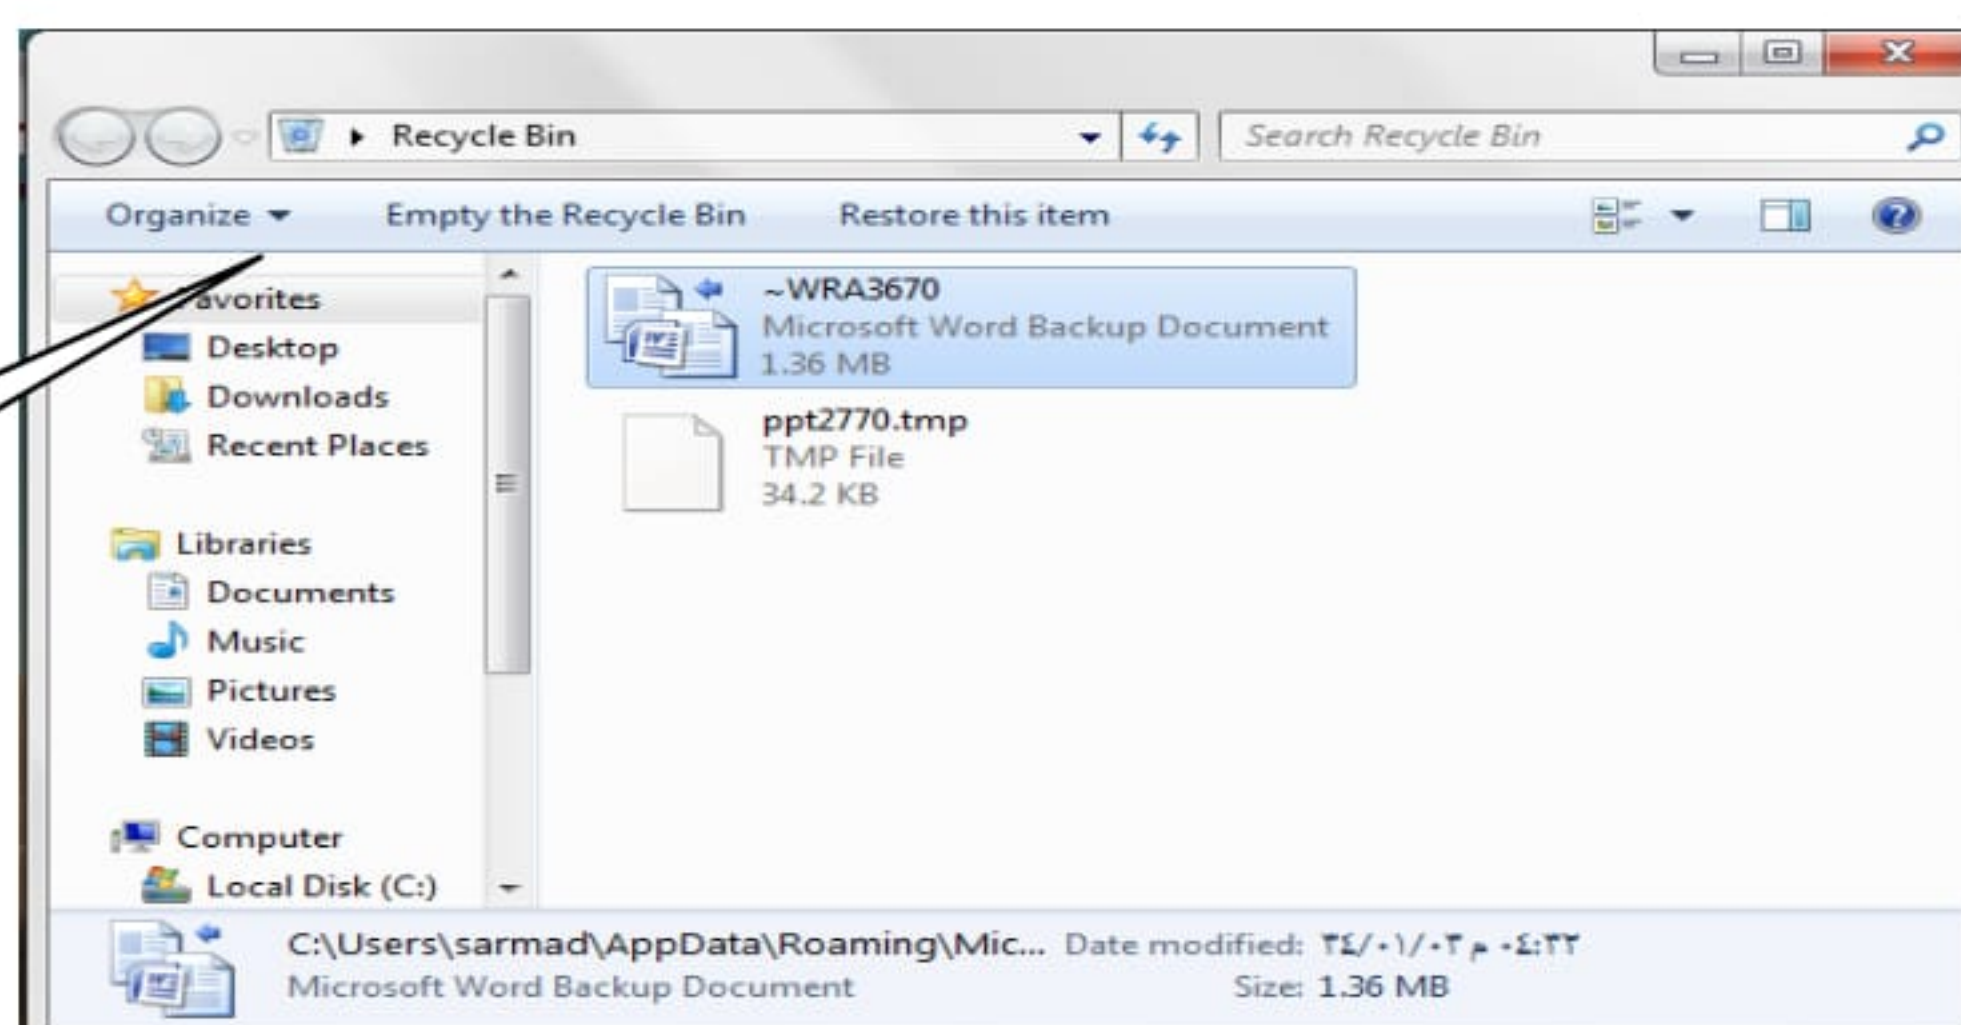 Recycle Bin
Search Recycle Bin
Organize
Empty the Recycle Bin
Restore this item
Favorites
Desktop
Downloads
Recent Places
Libraries
Documents
Music
Pictures
Videos
Computer
Local Disk (C:)
~WRA3670
Microsoft Word Backup Document
1.36 MB
ppt2770.tmp
TMP File
34.2 KB
C:\Users\sarmad\AppData\Roaming\Mic... Date modified: ٣٤/٠١/٠٣ م ٠٤:٣٢
Microsoft Word Backup Document Size: 1.36 MB